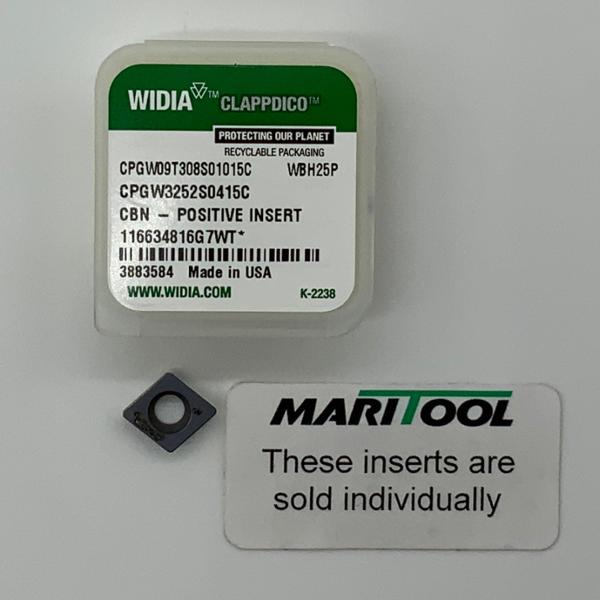 WIDIA™ CLAPPDICO™
PROTECTING OUR PLANET
RECYCLABLE PACKAGING
CPGW09T308S01015C WBH25P
CPGW3252S0415C
CBN - POSITIVE INSERT
116634816G7WT*
3883584 Made in USA
WWW.WIDIA.COM K-2238
MARITOOL
These inserts are
sold individually